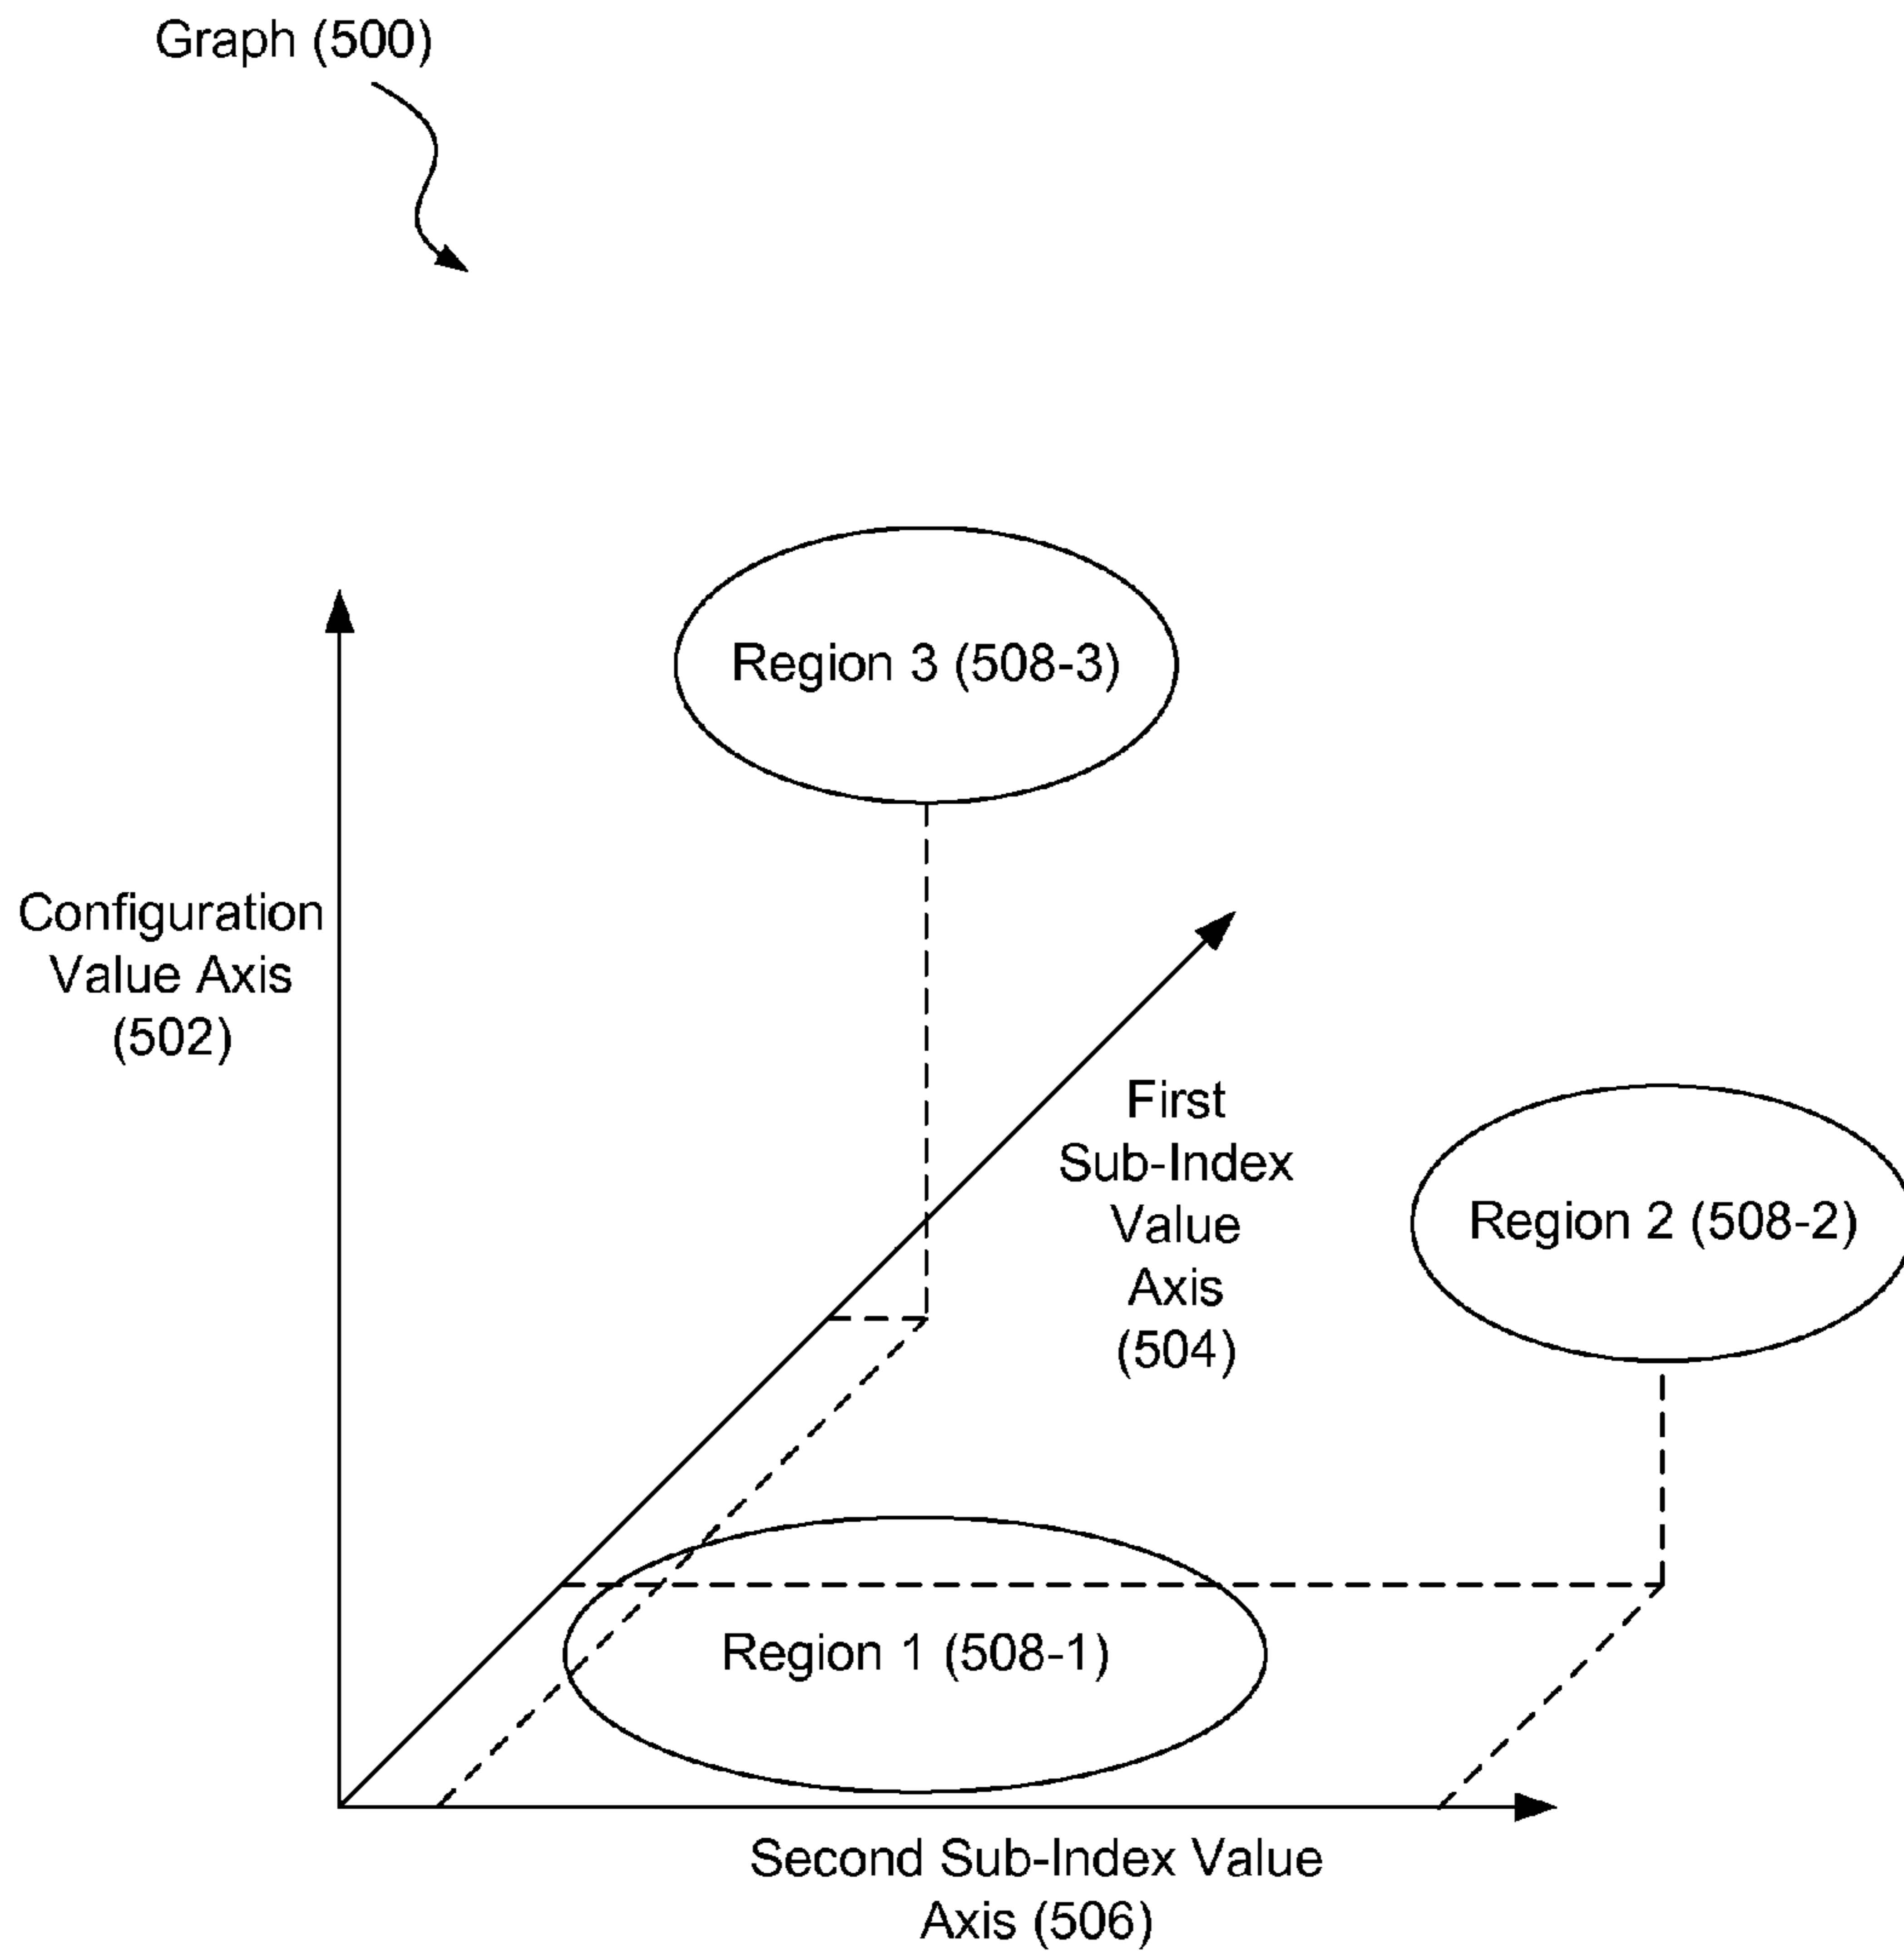 Graph (500)
Region 3 (508-3)
Configuration
Value Axis
(502)
First
Sub-Index
Value
Axis
(504)
Region 2 (508-2)
Region 1 (508-1)
Second Sub-Index Value
Axis (506)